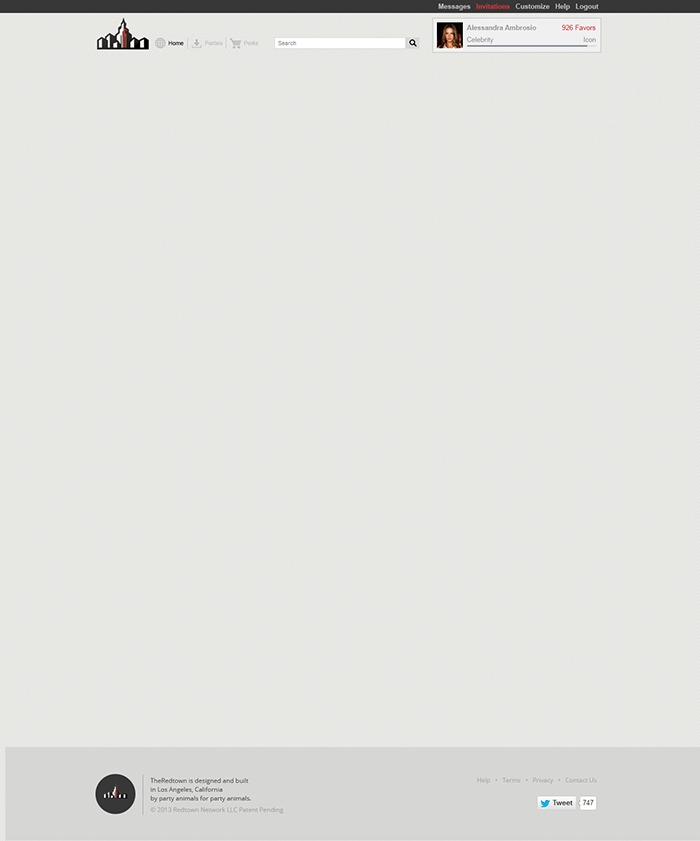 Messages Invitations Customize Help Logout
Home Parties Perks Search
Alessandra Ambrosio 926 Favors
Celebrity Icon
TheRedtown is designed and built
in Los Angeles, California
by party animals for party animals.
© 2013 Redtown Network LLC Patent Pending
Help • Terms • Privacy • Contact Us
Tweet 747